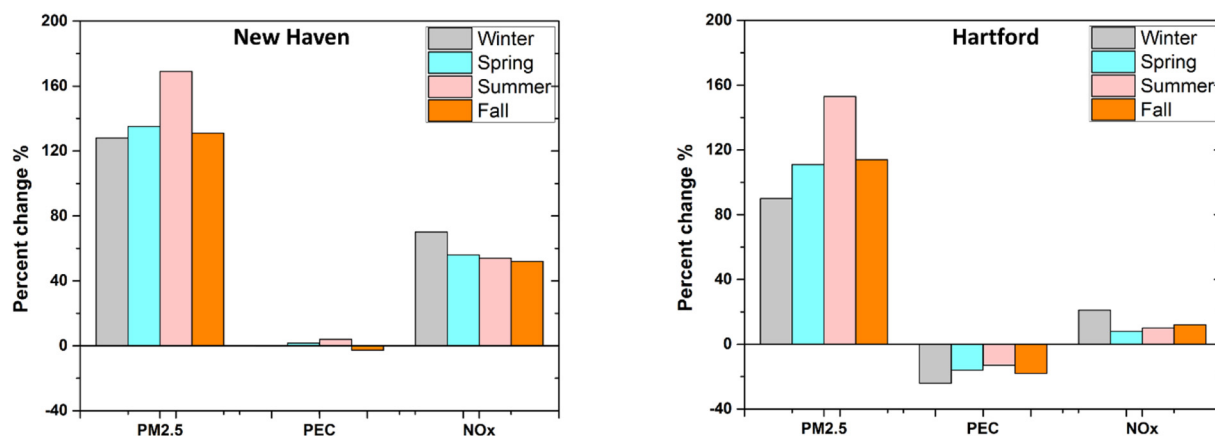 New Haven
Winter
Spring
Summer
Fall
Percent change %
200
160
120
80
40
0
-40
PM2.5 PEC NOx
Hartford
Winter
Spring
Summer
Fall
Percent change %
200
160
120
80
40
0
-40
PM2.5 PEC NOx